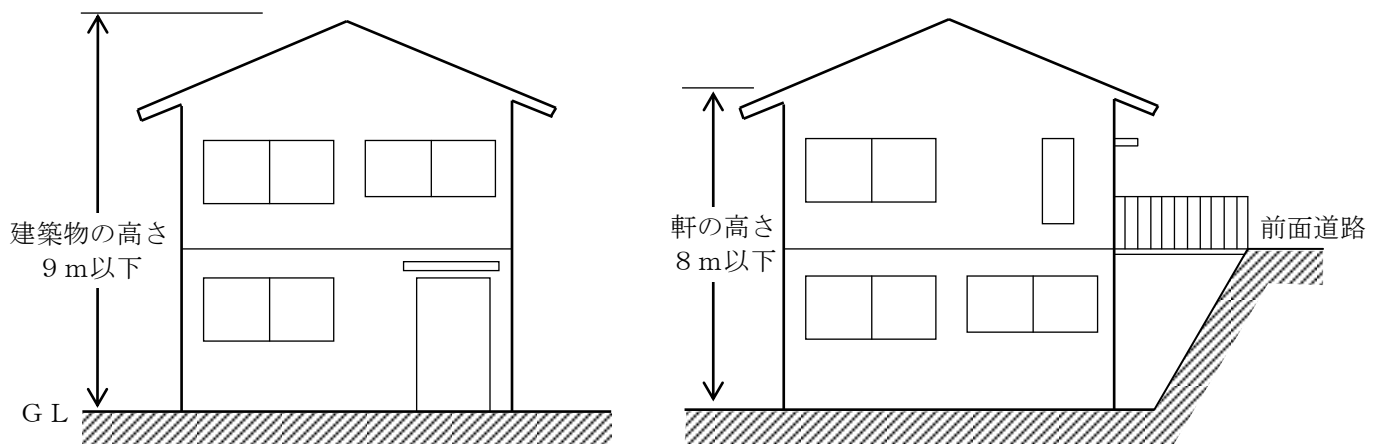 建築物の高さ
９ｍ以下
ＧＬ
軒の高さ
８ｍ以下
前面道路